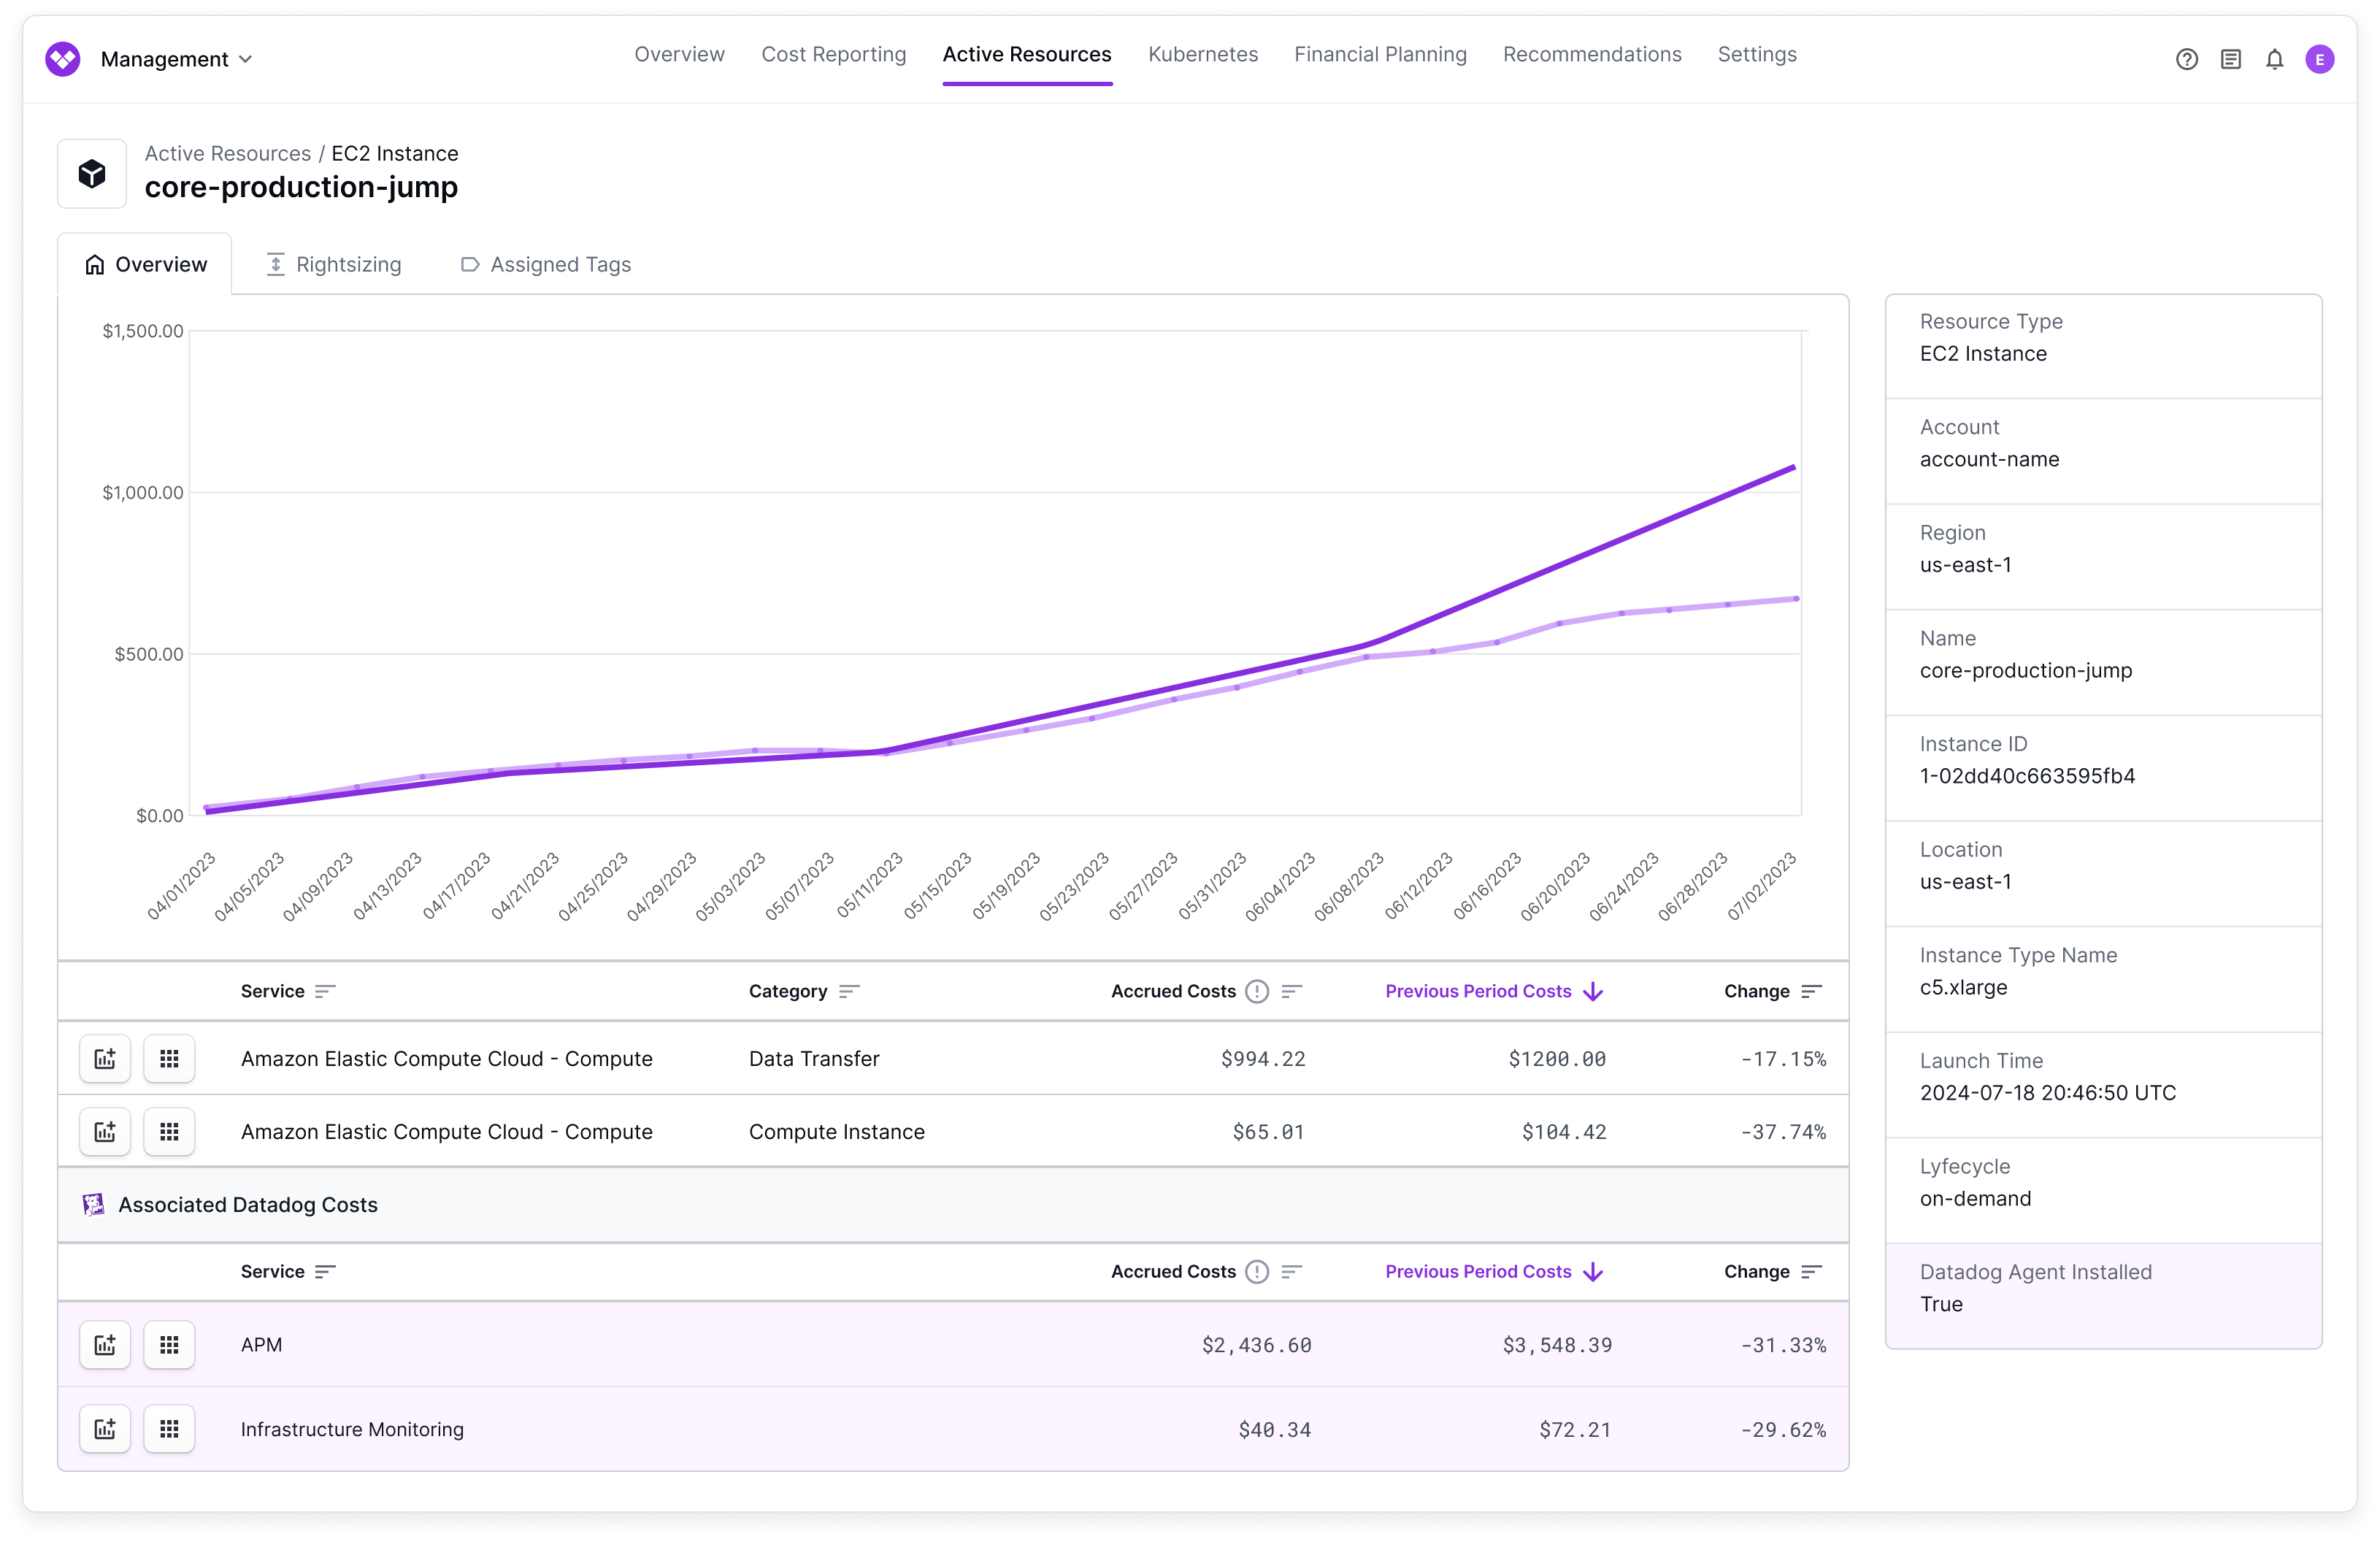 Management
Overview Cost Reporting Active Resources Kubernetes Financial Planning Recommendations Settings
E
Active Resources / EC2 Instance
core-production-jump
Overview Rightsizing Assigned Tags
$1,500.00
$1,000.00
$500.00
$0.00
04/01/2023 04/05/2023 04/09/2023 04/13/2023 04/17/2023 04/21/2023 04/25/2023 04/29/2023 05/03/2023 05/07/2023 05/11/2023 05/15/2023 05/19/2023 05/23/2023 05/27/2023 05/31/2023 06/04/2023 06/08/2023 06/12/2023 06/16/2023 06/20/2023 06/24/2023 06/28/2023 07/02/2023
Service Category Accrued Costs Previous Period Costs Change
Amazon Elastic Compute Cloud - Compute Data Transfer $994.22 $1200.00 -17.15%
Amazon Elastic Compute Cloud - Compute Compute Instance $65.01 $104.42 -37.74%
Associated Datadog Costs
Service Accrued Costs Previous Period Costs Change
APM $2,436.60 $3,548.39 -31.33%
Infrastructure Monitoring $40.34 $72.21 -29.62%
Resource Type
EC2 Instance
Account
account-name
Region
us-east-1
Name
core-production-jump
Instance ID
1-02dd40c663595fb4
Location
us-east-1
Instance Type Name
c5.xlarge
Launch Time
2024-07-18 20:46:50 UTC
Lyfecycle
on-demand
Datadog Agent Installed
True